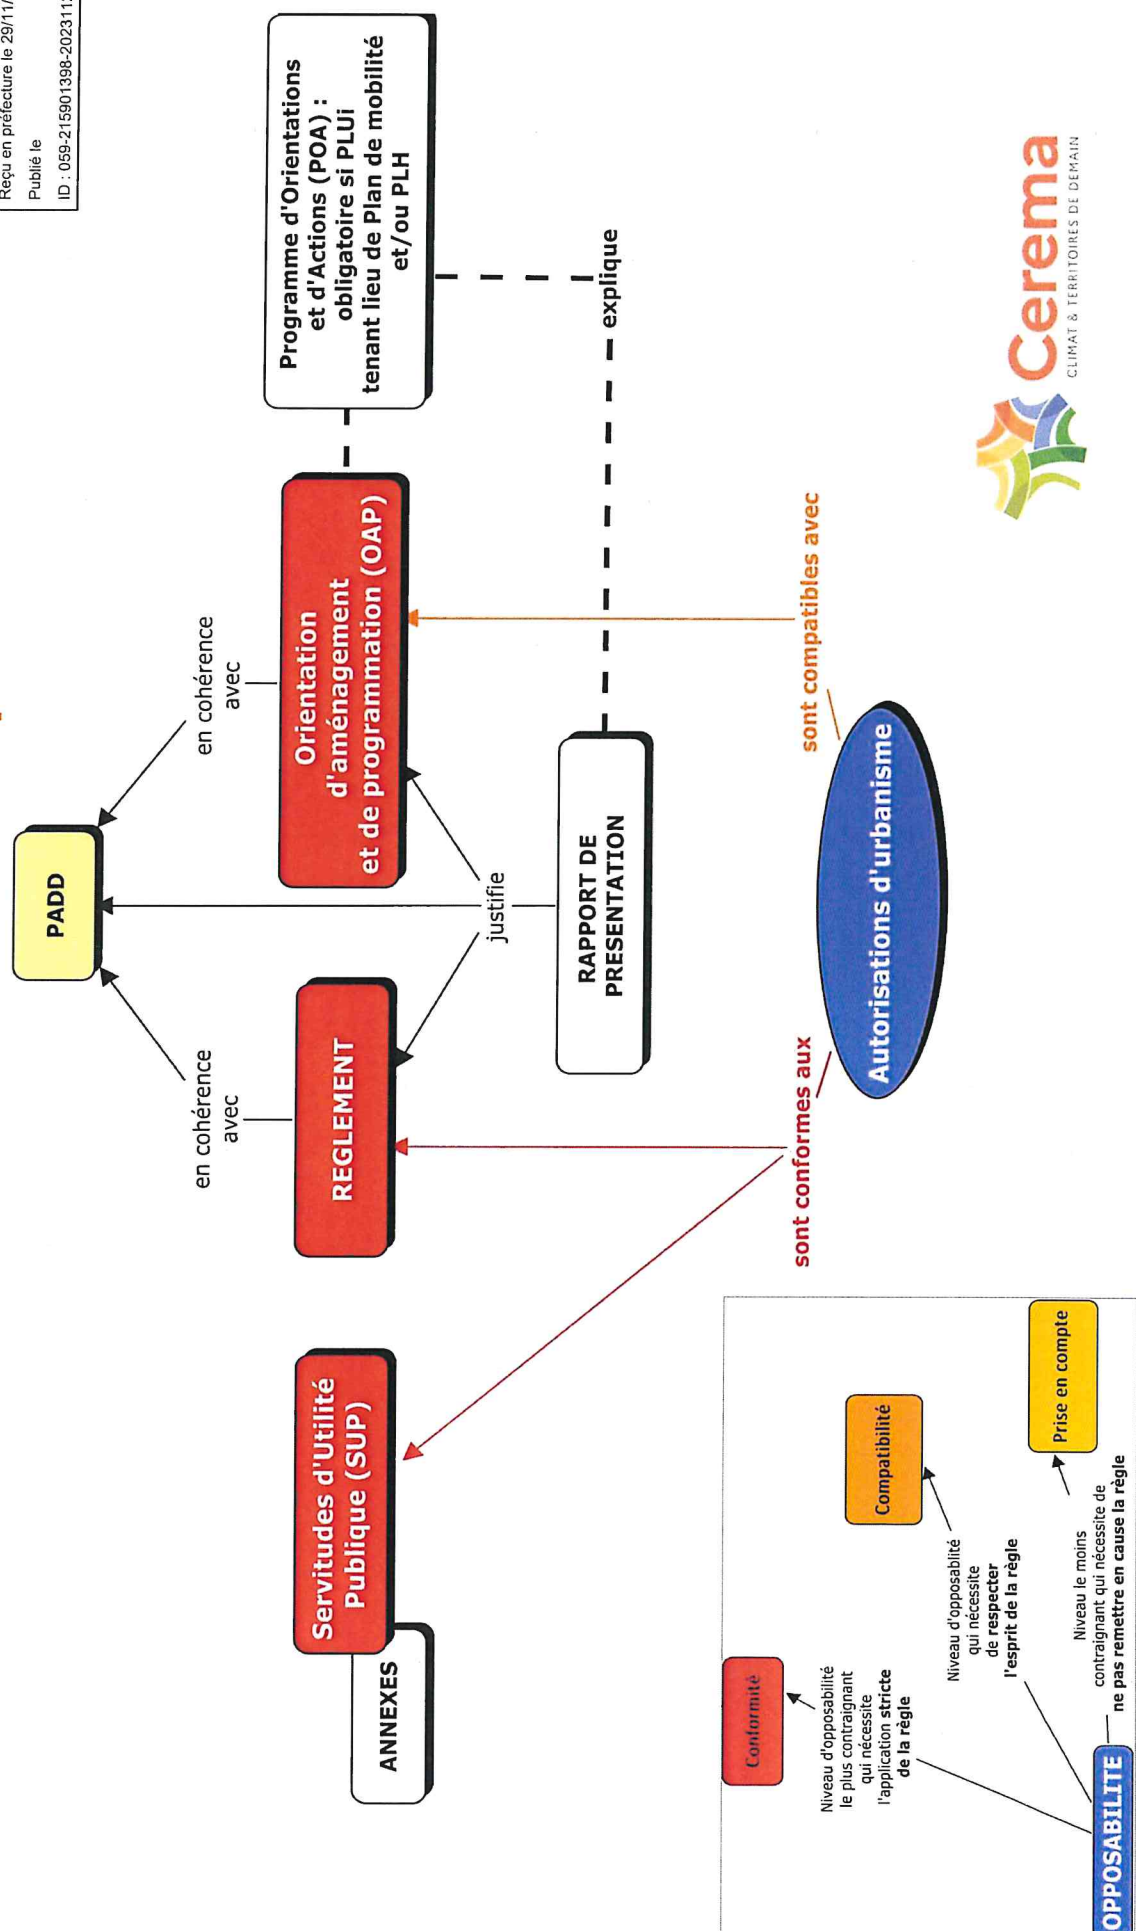 Reçu en préfecture le 29/11/
Publié le
ID : 059-215901398-202311
PADD
en cohérence
avec
en cohérence
avec
ANNEXES
Servitudes d'Utilité
Publique (SUP)
REGLEMENT
Orientation
d'aménagement
et de programmation (OAP)
Programme d'Orientations
et d'Actions (POA) :
obligatoire si PLUi
tenant lieu de Plan de mobilité
et/ou PLH
justifie
RAPPORT DE
PRESENTATION
explique
sont conformes aux
sont compatibles avec
Autorisations d'urbanisme
Conformité
Niveau d'opposabilité
le plus contraignant
qui nécessite
l'application stricte
de la règle
Compatibilité
Niveau d'opposablité
qui nécessite
de respecter
l'esprit de la règle
Prise en compte
Niveau le moins
contraignant qui nécessite de
ne pas remettre en cause la règle
OPPOSABILITE
Cerema
CLIMAT & TERRITOIRES DE DEMAIN